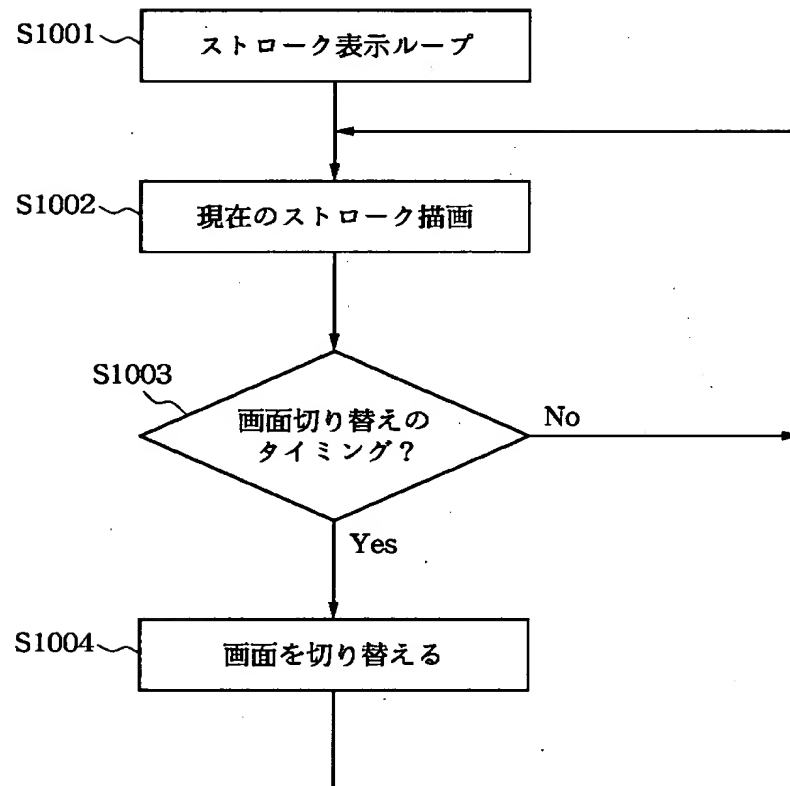 S1001
ストローク表示ループ
S1002
現在のストローク描画
S1003
画面切り替えの
タイミング？
No
Yes
S1004
画面を切り替える